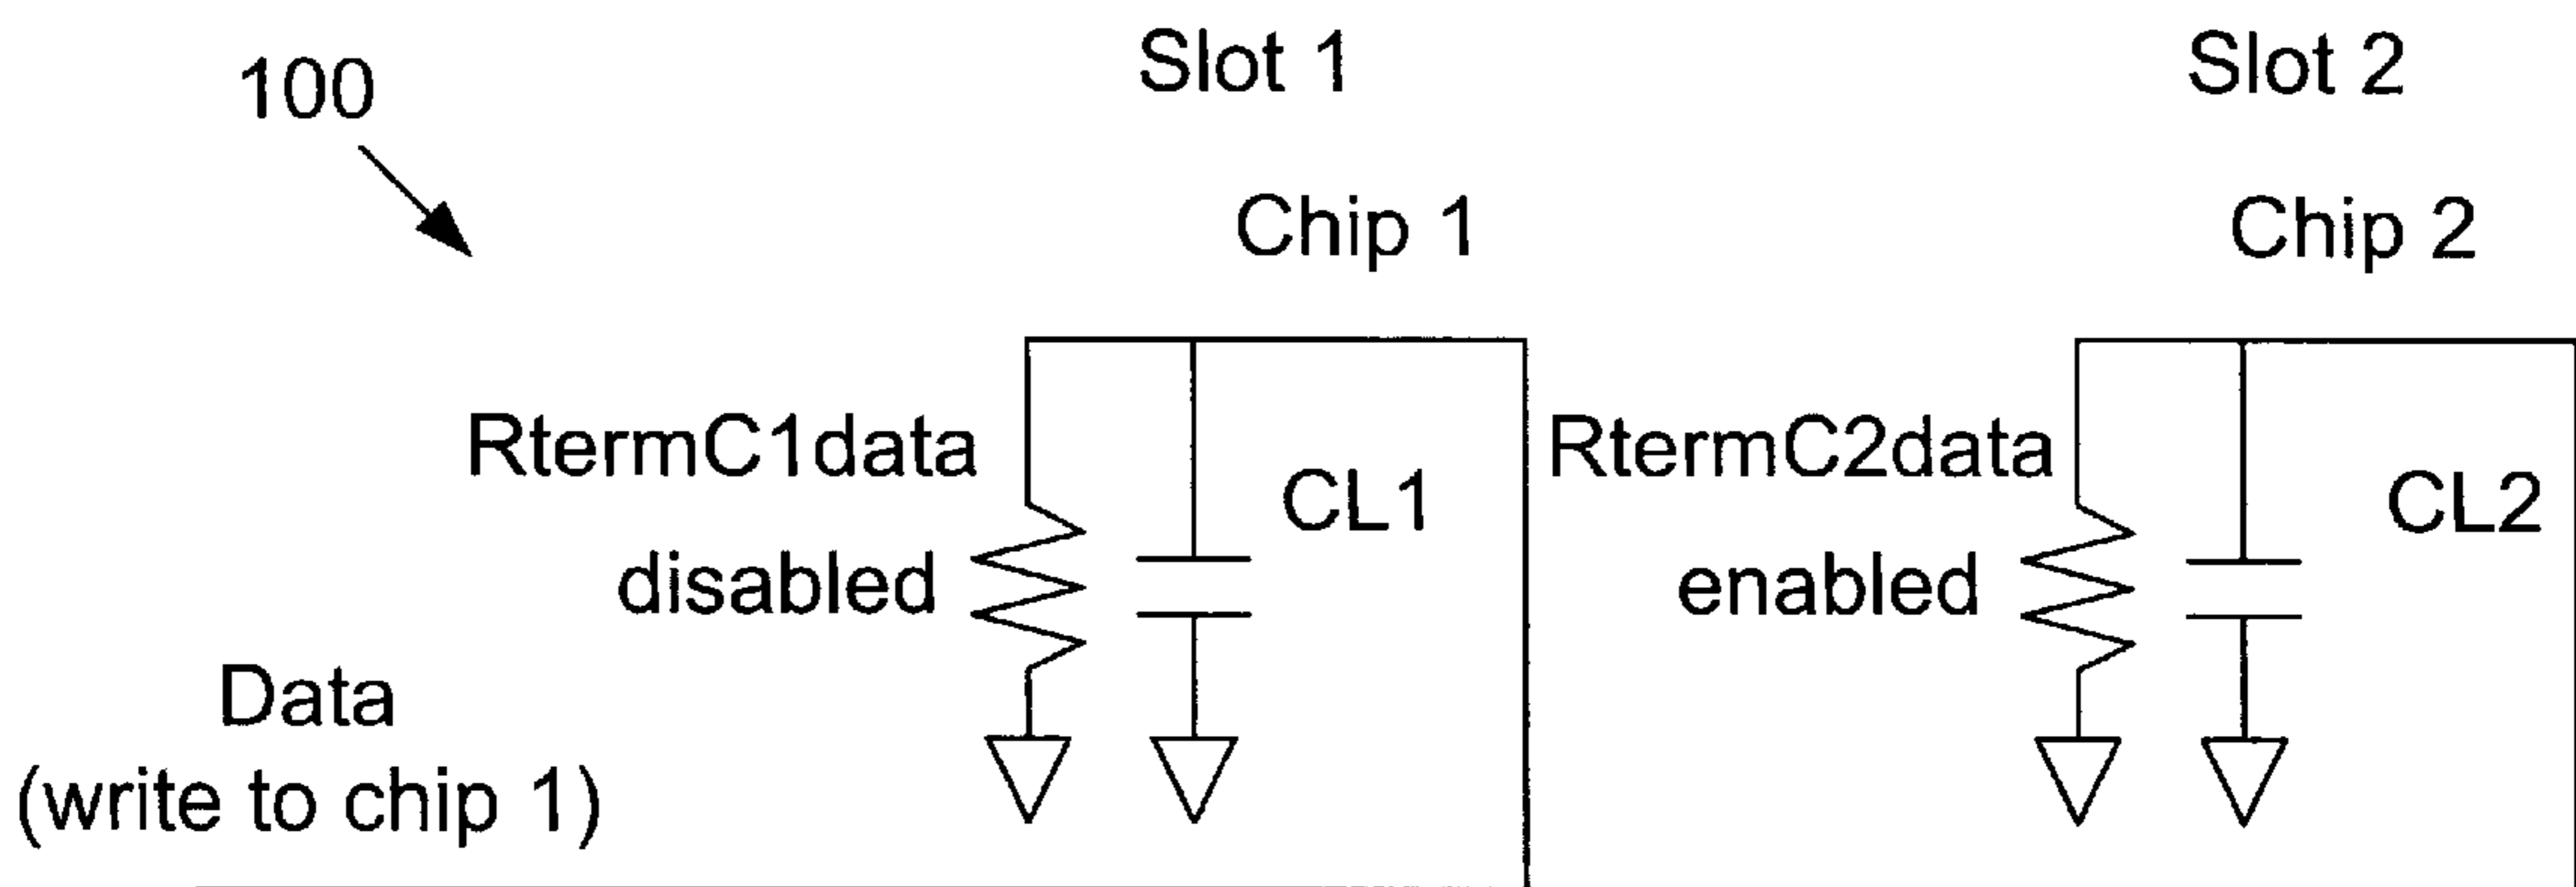 100
Slot 1
Slot 2
Chip 1
Chip 2
RtermC1data
disabled
CL1
RtermC2data
enabled
CL2
Data
(write to chip 1)